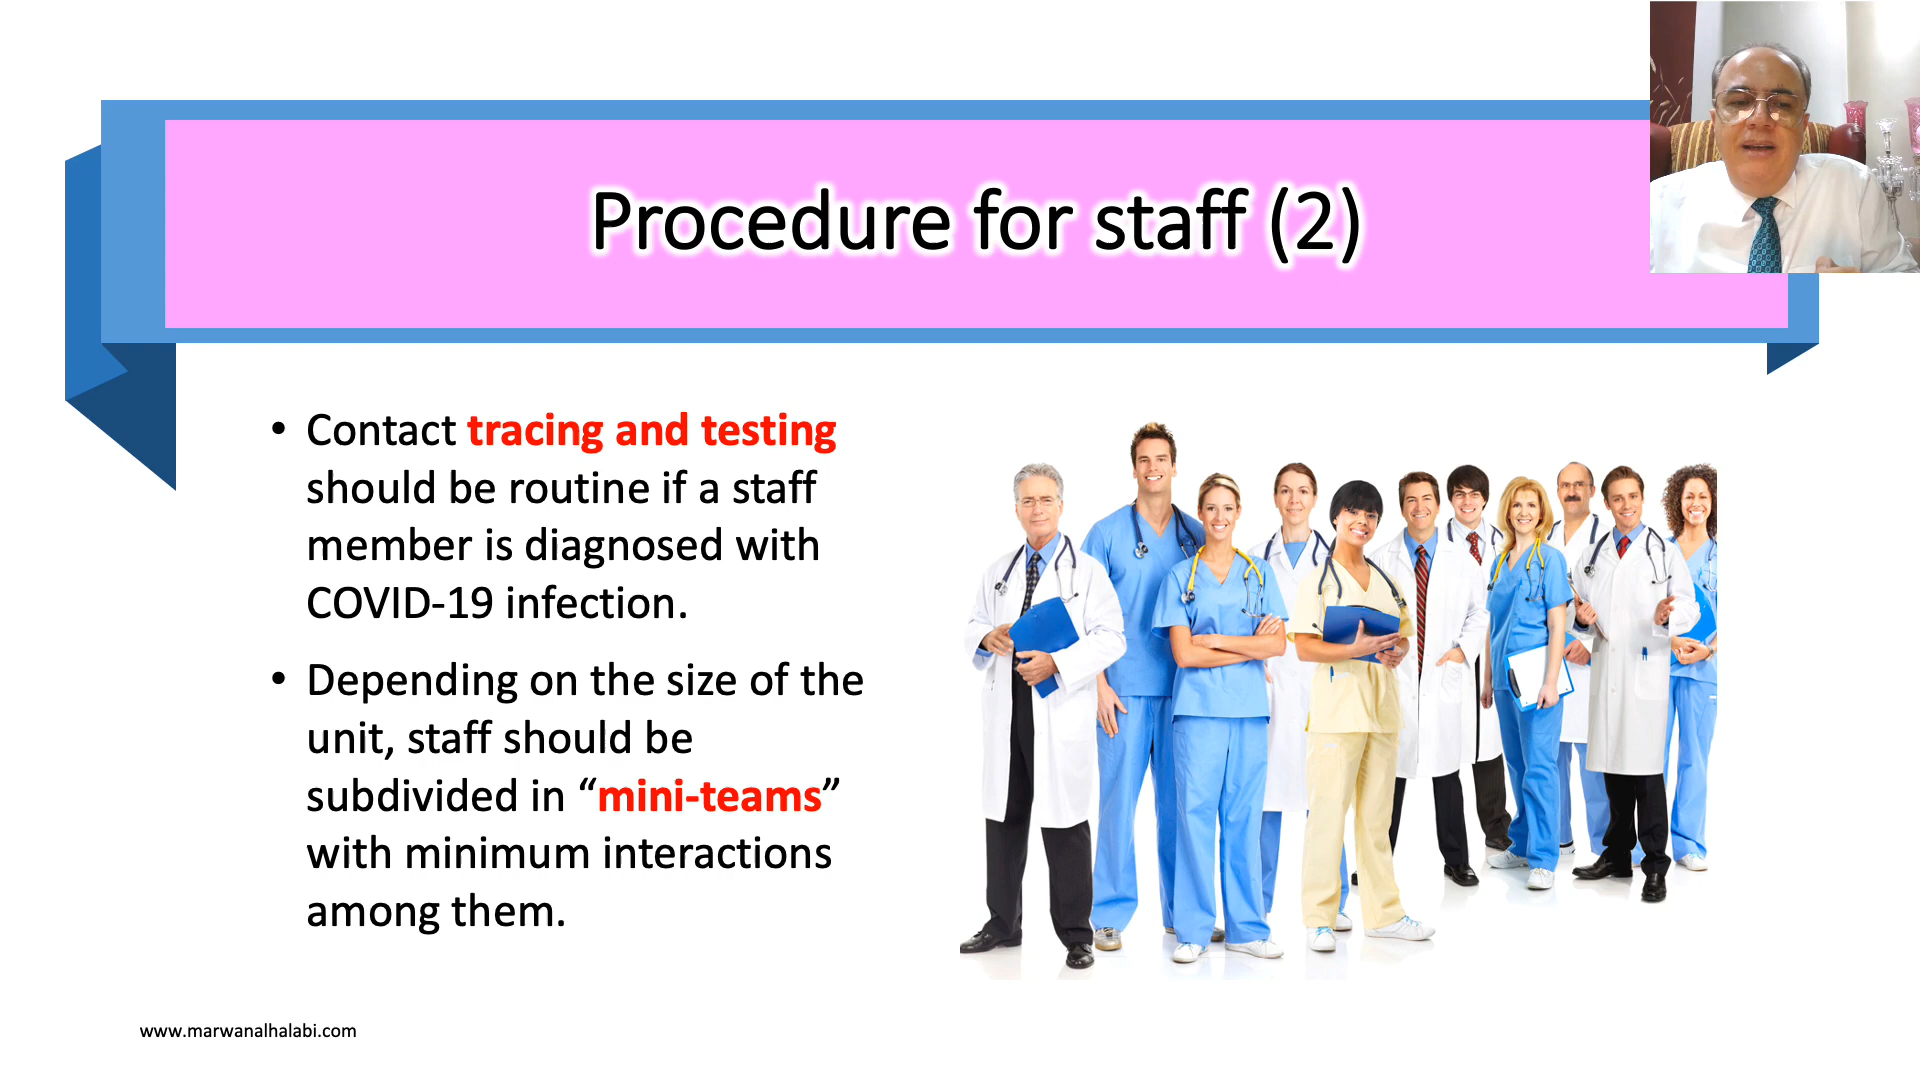 Procedure for staff (2)
• Contact tracing and testing
should be routine if a staff
member is diagnosed with
COVID-19 infection.
• Depending on the size of the
unit, staff should be
subdivided in “mini-teams”
with minimum interactions
among them.
www.marwanalhalabi.com